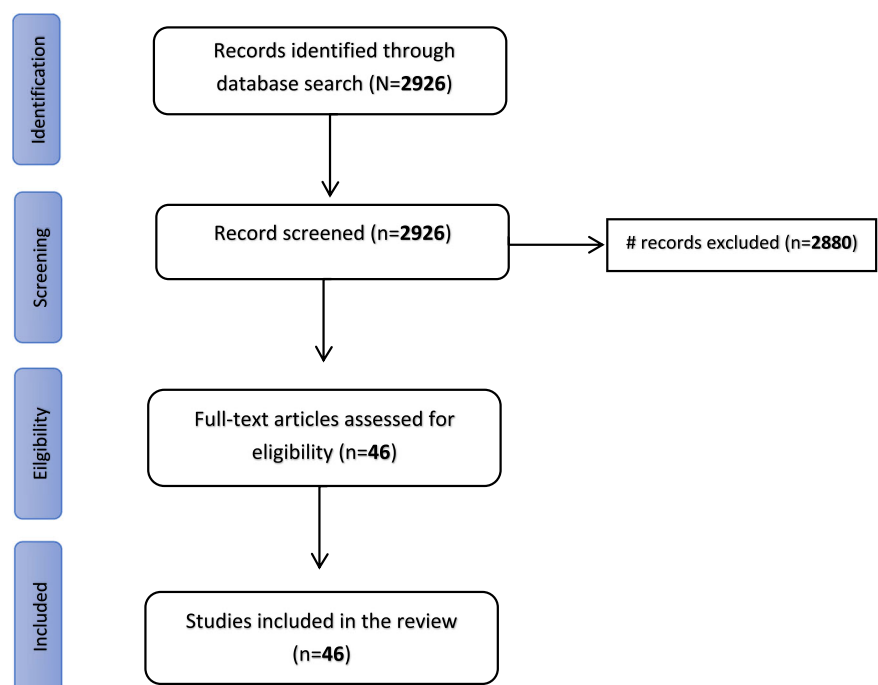 Identification
Records identified through
database search (N=2926)
Screening
Record screened (n=2926)
# records excluded (n=2880)
Eilgibility
Full-text articles assessed for
eligibility (n=46)
Included
Studies included in the review
(n=46)